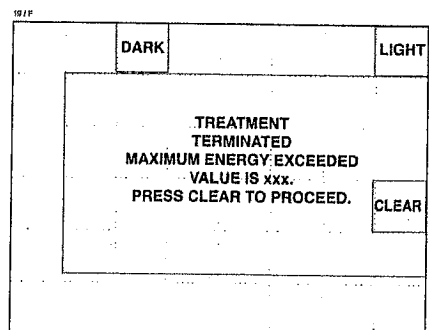 DARK LIGHT
TREATMENT
TERMINATED
MAXIMUM ENERGY EXCEEDED
VALUE IS xxx.
PRESS CLEAR TO PROCEED.
CLEAR